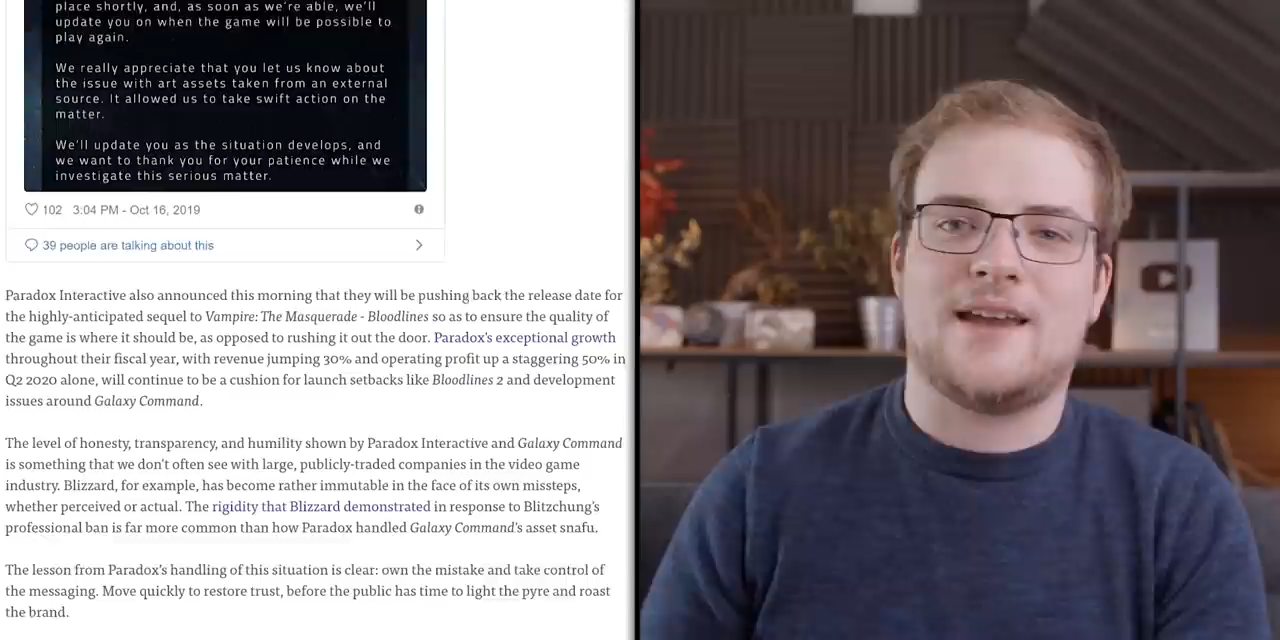 place shortly, and, as soon as we're able, we'll
update you on when the game will be possible to
play again.
We really appreciate that you let us know about
the issue with art assets taken from an external
source. It allowed us to take swift action on the
matter.
We'll update you as the situation develops, and
we want to thank you for your patience while we
investigate this serious matter.
102 3:04 PM - Oct 16, 2019
39 people are talking about this
Paradox Interactive also announced this morning that they will be pushing back the release date for
the highly-anticipated sequel to Vampire: The Masquerade - Bloodlines so as to ensure the quality of
the game is where it should be, as opposed to rushing it out the door. Paradox's exceptional growth
throughout their fiscal year, with revenue jumping 30% and operating profit up a staggering 50% in
Q2 2020 alone, will continue to be a cushion for launch setbacks like Bloodlines 2 and development
issues around Galaxy Command.
The level of honesty, transparency, and humility shown by Paradox Interactive and Galaxy Command
is something that we don't often see with large, publicly-traded companies in the video game
industry. Blizzard, for example, has become rather immutable in the face of its own missteps,
whether perceived or actual. The rigidity that Blizzard demonstrated in response to Blitzchung's
professional ban is far more common than how Paradox handled Galaxy Command's asset snafu.
The lesson from Paradox's handling of this situation is clear: own the mistake and take control of
the messaging. Move quickly to restore trust, before the public has time to light the pyre and roast
the brand.